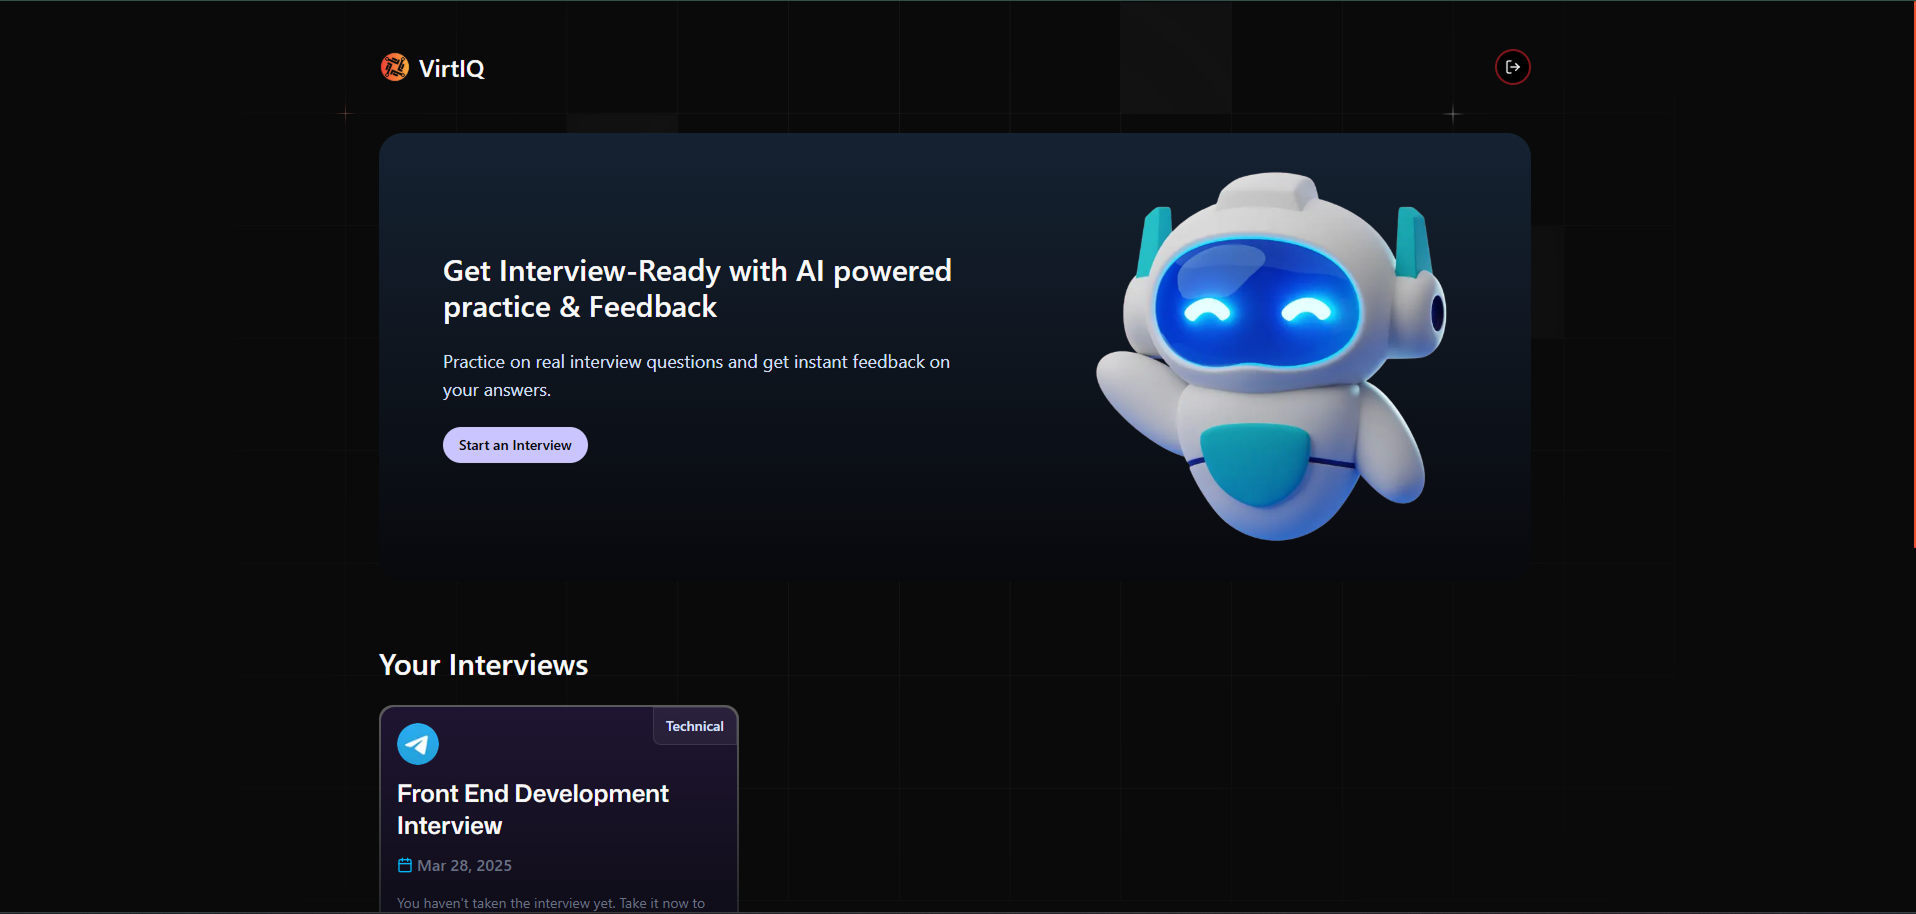 VirtIQ
Get Interview-Ready with AI powered
practice & Feedback
Practice on real interview questions and get instant feedback on
your answers.
Start an Interview
Your Interviews
Technical
Front End Development
Interview
Mar 28, 2025
You haven't taken the interview yet. Take it now to